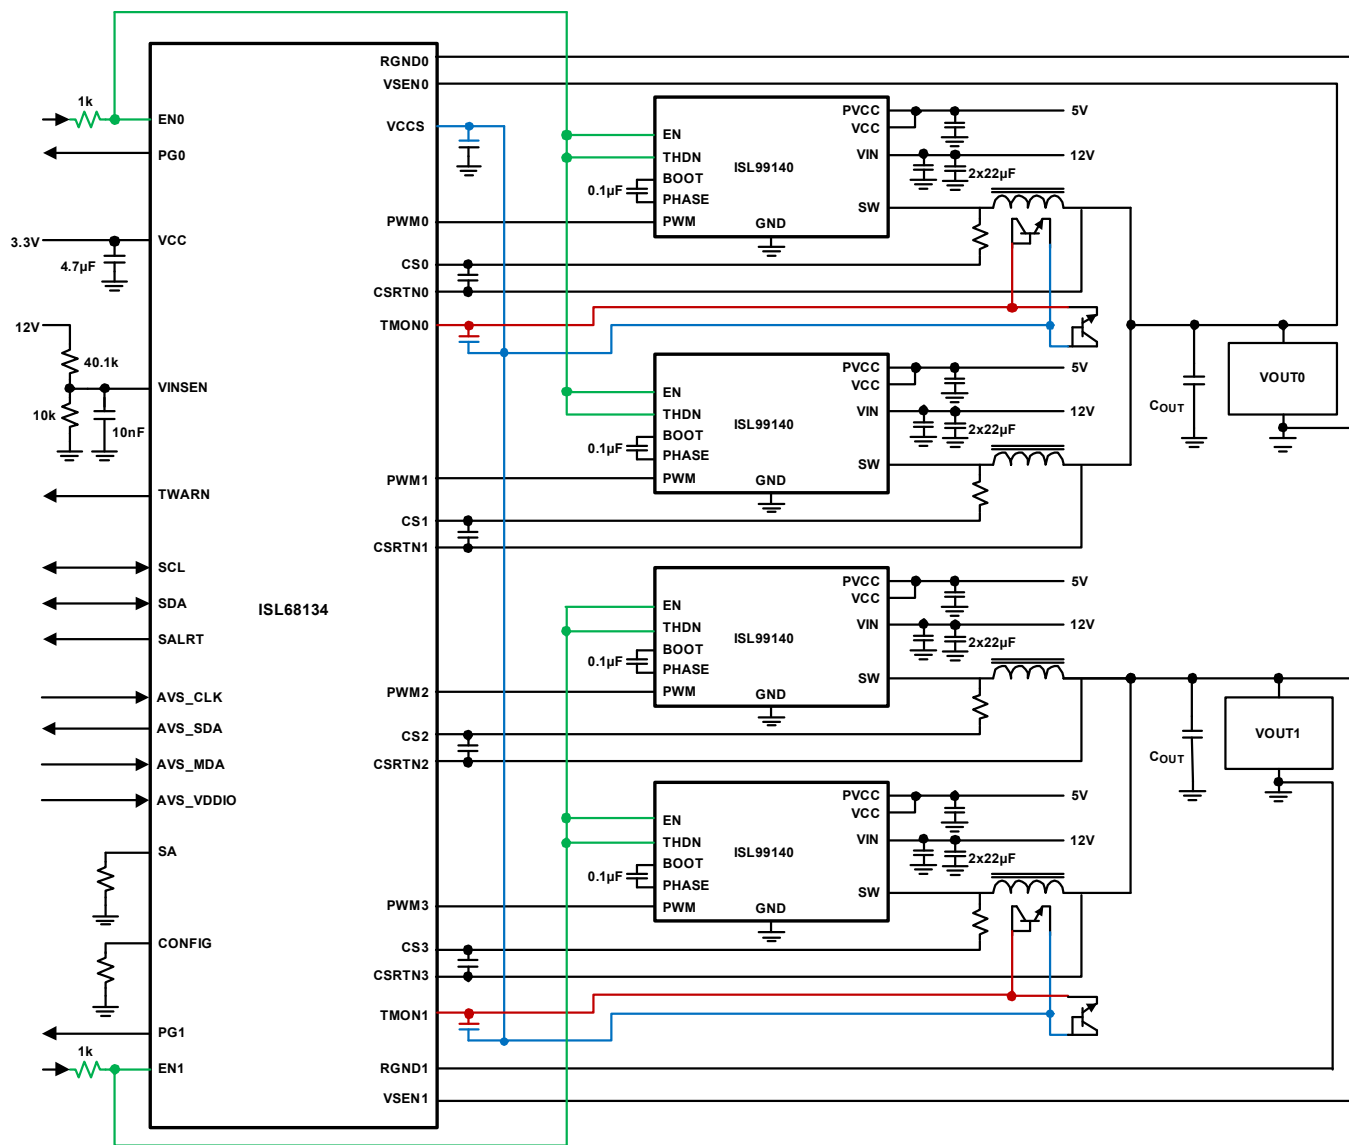 RGND0
VSEN0
1k
EN0
VCCS
PG0
PWM0
3.3V
VCC
4.7µF
CS0
CSRTN0
12V
TMON0
40.1k
VINSEN
10k
10nF
PWM1
TWARN
CS1
CSRTN1
SCL
SDA
ISL68134
SALRT
PWM2
AVS_CLK
AVS_SDA
CS2
AVS_MDA
CSRTN2
AVS_VDDIO
SA
PWM3
CONFIG
CS3
CSRTN3
TMON1
PG1
1k
EN1
RGND1
VSEN1
PVCC
5V
VCC
EN
THDN
VIN
12V
ISL99140
2x22µF
BOOT
0.1µF
PHASE
SW
PWM
GND
PVCC
5V
VCC
EN
THDN
VIN
12V
ISL99140
2x22µF
BOOT
0.1µF
PHASE
SW
PWM
GND
COUT
VOUT0
PVCC
5V
VCC
EN
THDN
VIN
12V
ISL99140
2x22µF
BOOT
0.1µF
PHASE
SW
PWM
GND
COUT
VOUT1
PVCC
5V
VCC
EN
THDN
VIN
12V
ISL99140
2x22µF
BOOT
0.1µF
PHASE
SW
PWM
GND